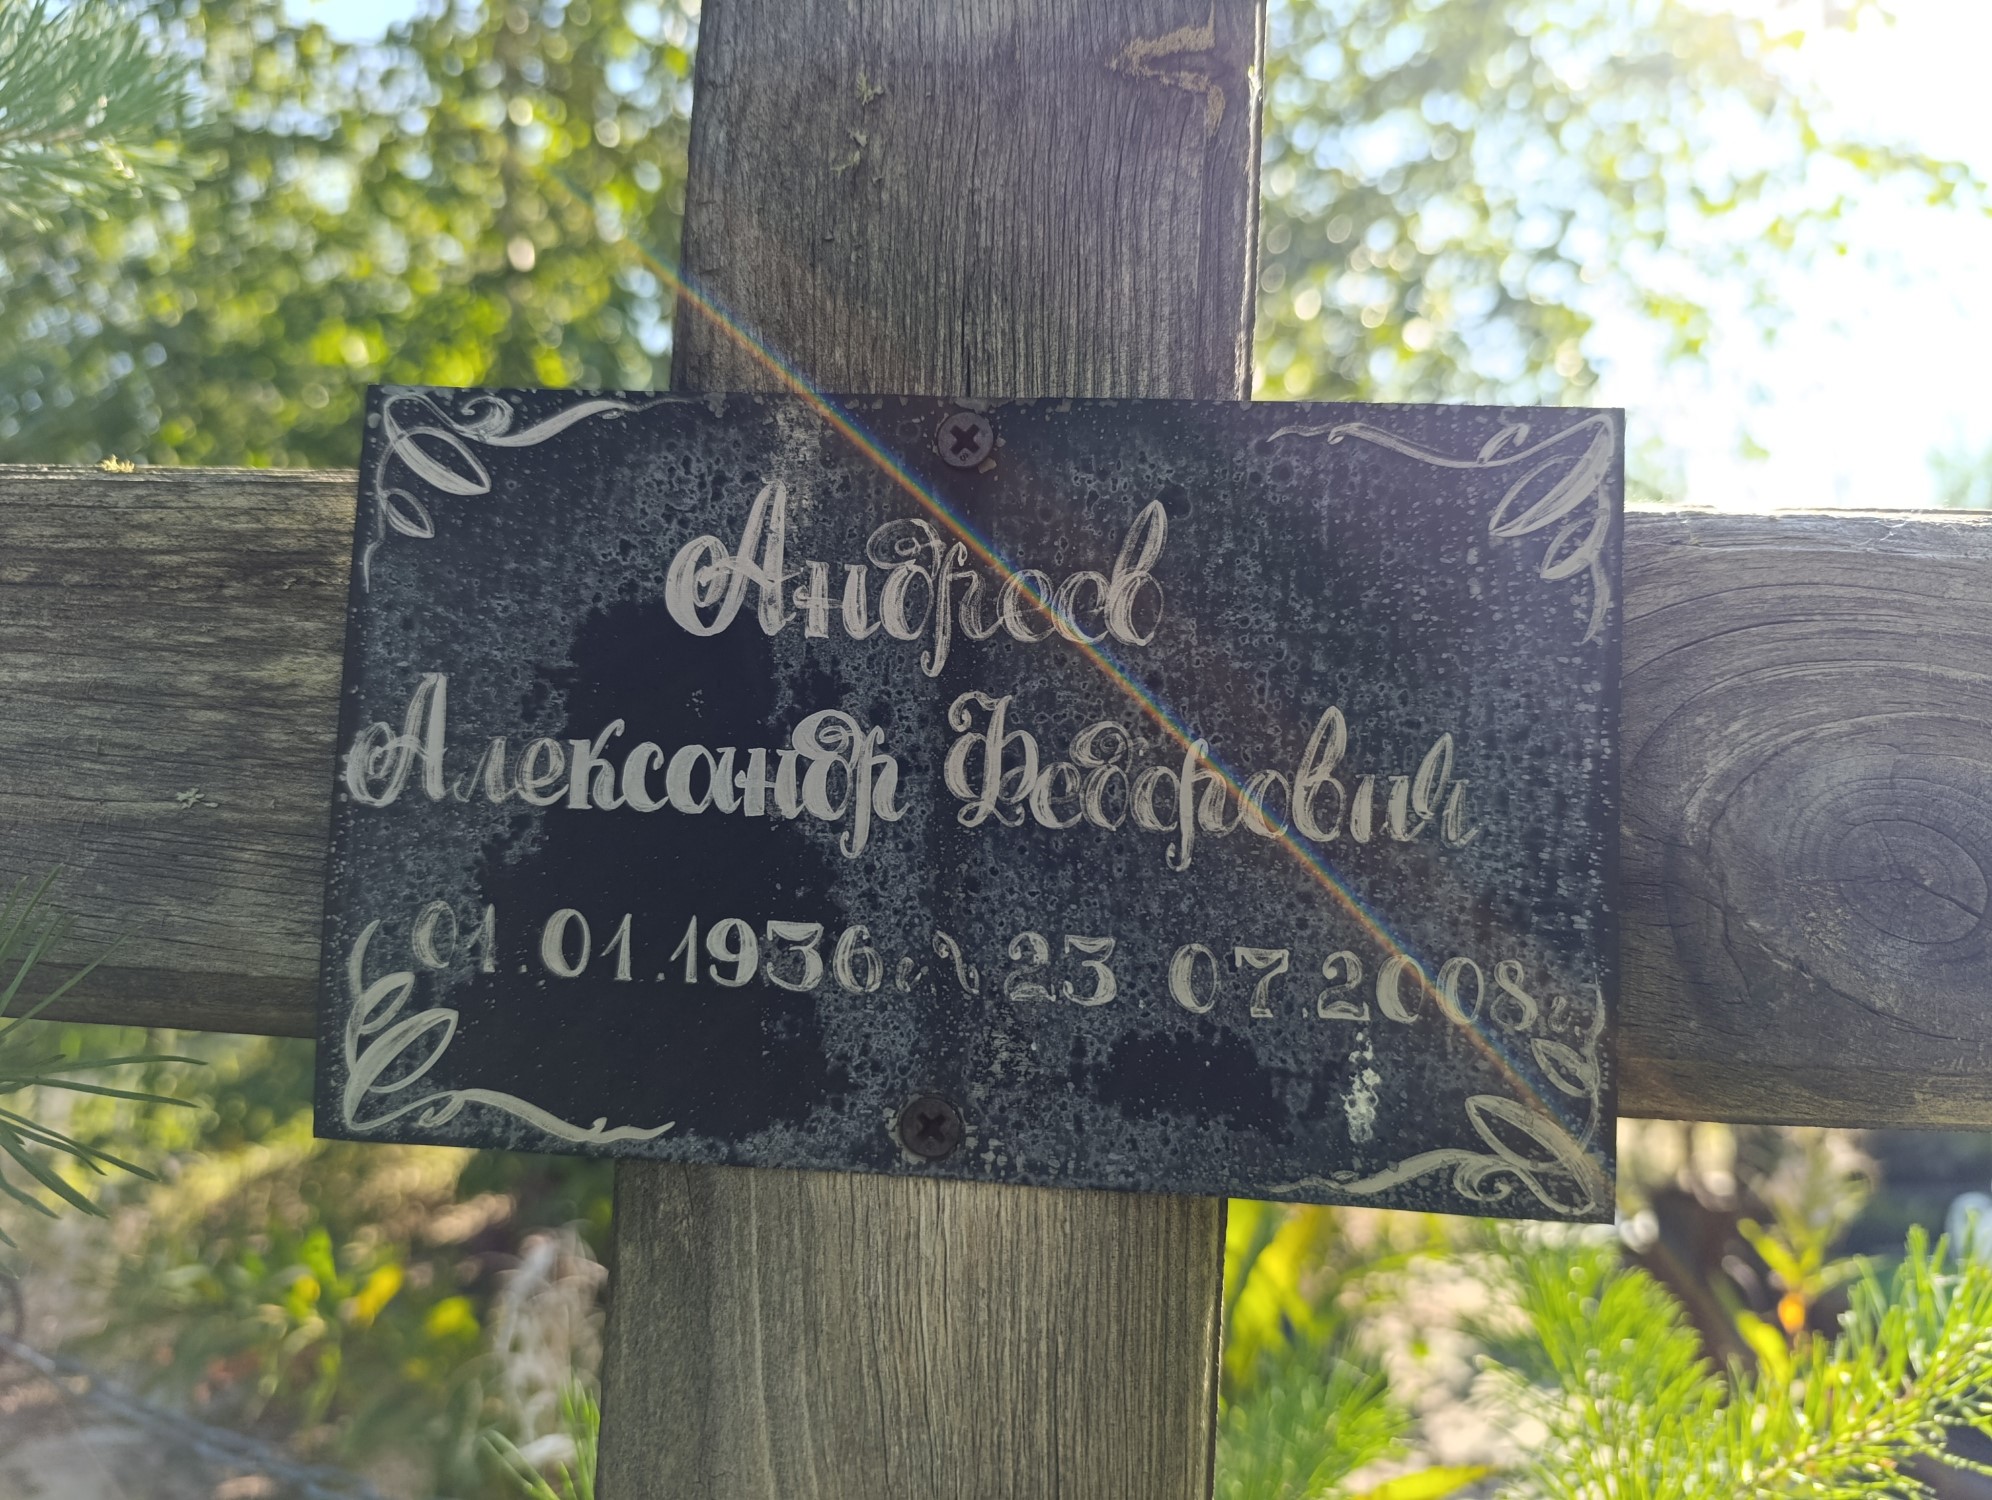 Андреев
Александр Федорович
01.01.1936г. ~ 23.07.2008г.